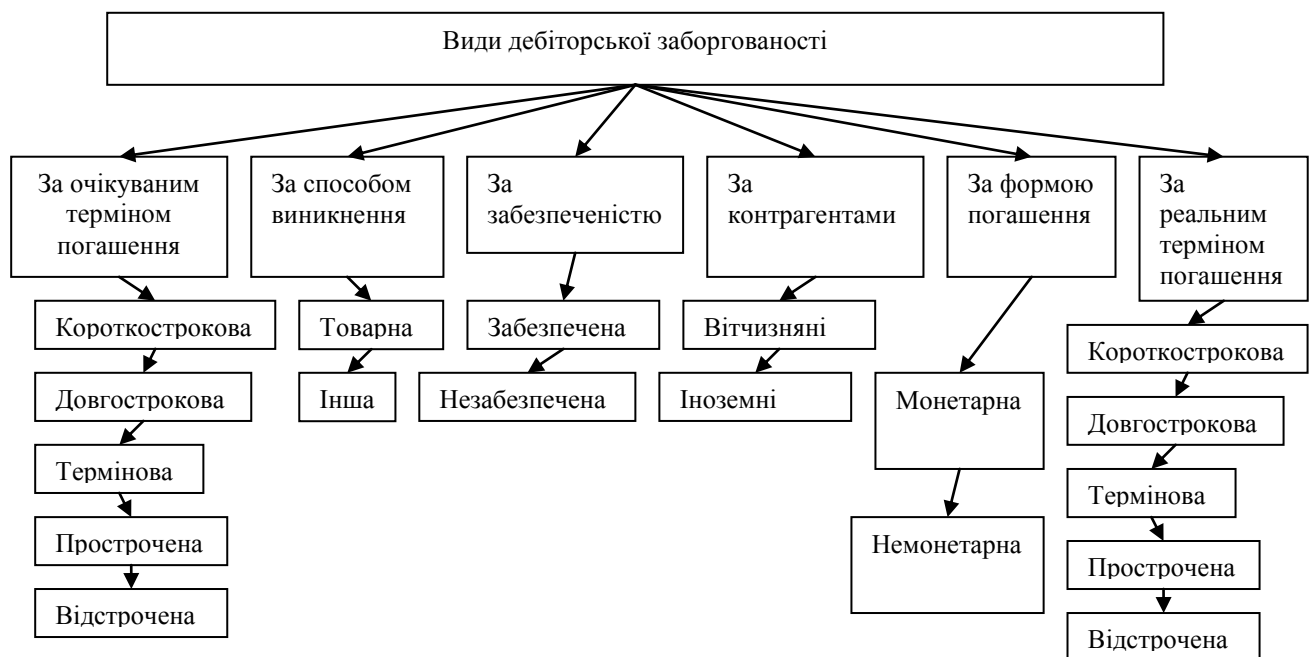 Види дебіторської заборгованості
За очікуваним
терміном
погашення
Короткострокова
Довгострокова
Термінова
Прострочена
Відстрочена
За способом
виникнення
Товарна
Інша
За
забезпеченістю
Забезпечена
Незабезпечена
За
контрагентами
Вітчизняні
Іноземні
За формою
погашення
Монетарна
Немонетарна
За
реальним
терміном
погашення
Короткострокова
Довгострокова
Термінова
Прострочена
Відстрочена